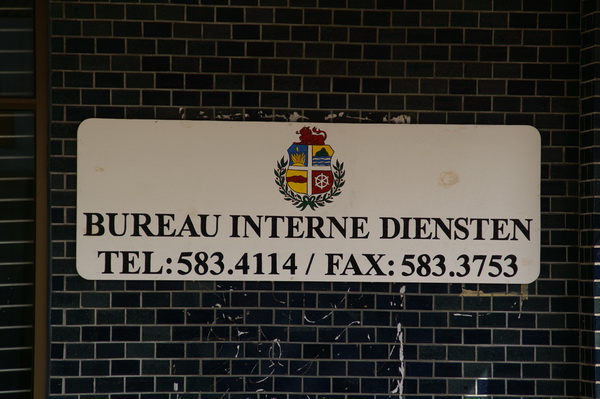 BUREAU INTERNE DIENSTEN
TEL: 583.4114 / FAX: 583.3753